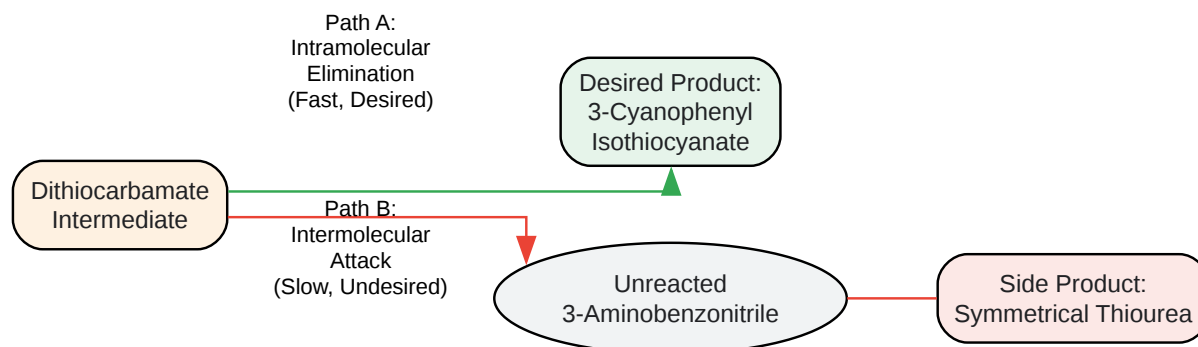 Path A:
Intramolecular
Elimination
(Fast, Desired)
Desired Product:
3-Cyanophenyl
Isothiocyanate
Dithiocarbamate
Intermediate
Path B:
Intermolecular
Attack
(Slow, Undesired)
Unreacted
3-Aminobenzonitrile
Side Product:
Symmetrical Thiourea